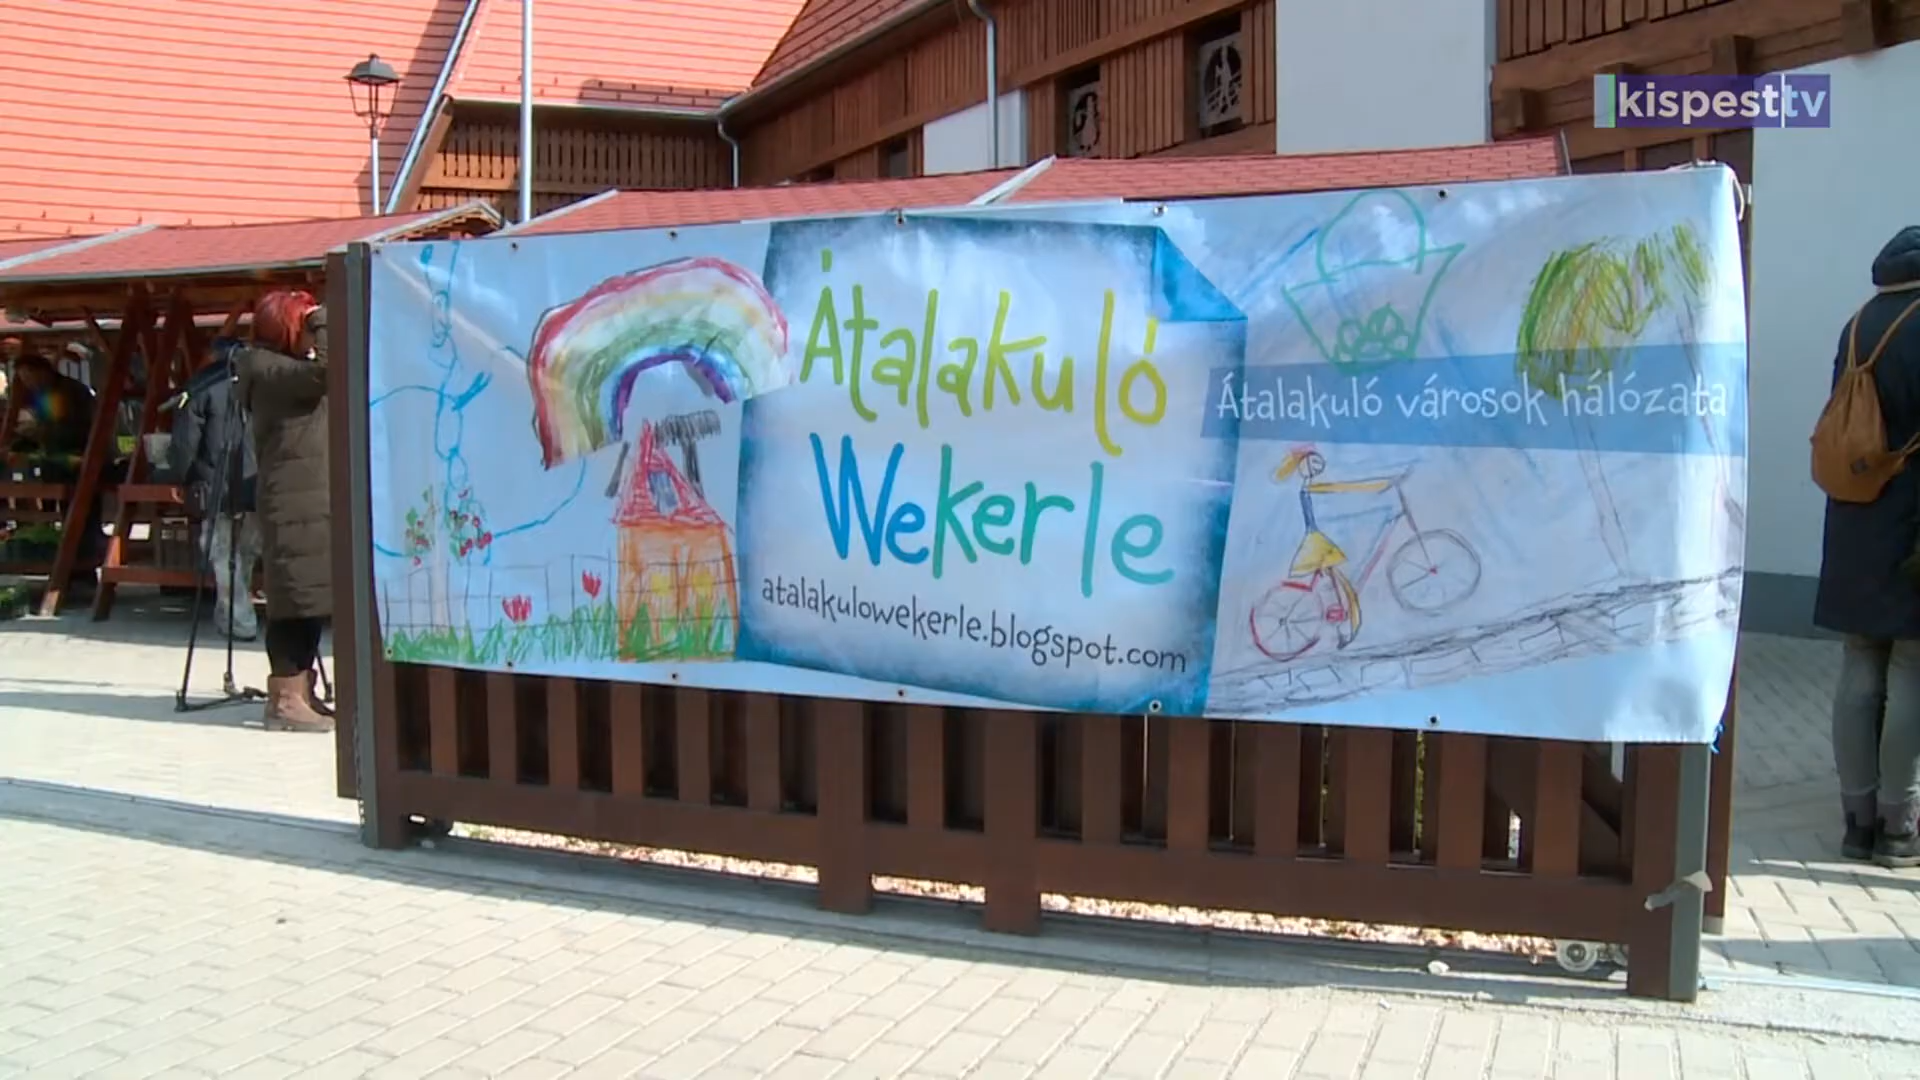 kispesttv
Átalakuló
Wekerle
atalakulowekerle.blogspot.com
Átalakuló városok hálózata